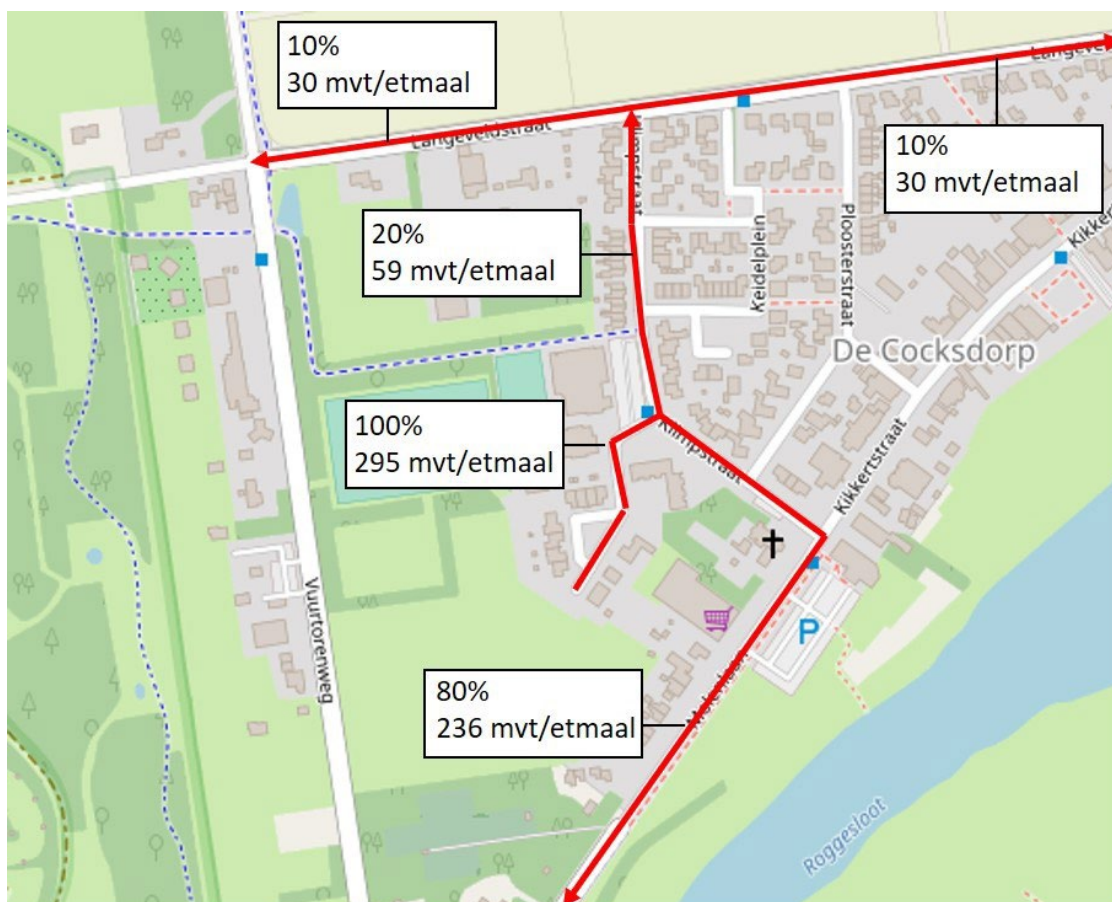 10%
30 mvt/etmaal
Langeveldstraat
10%
30 mvt/etmaal
20%
59 mvt/etmaal
Keidelplein
Ploosterstraat
De Cocksdorp
100%
295 mvt/etmaal
Klimpstraat
Kikkertstraat
Vuurtorenweg
P
80%
236 mvt/etmaal
Roggesloot